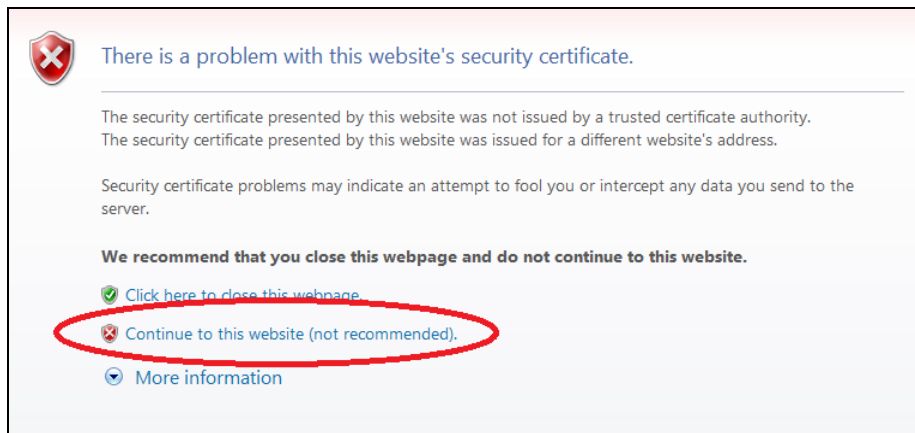 There is a problem with this website's security certificate.
The security certificate presented by this website was not issued by a trusted certificate authority.
The security certificate presented by this website was issued for a different website's address.
Security certificate problems may indicate an attempt to fool you or intercept any data you send to the
server.
We recommend that you close this webpage and do not continue to this website.
Click here to close this webpage.
Continue to this website (not recommended).
More information